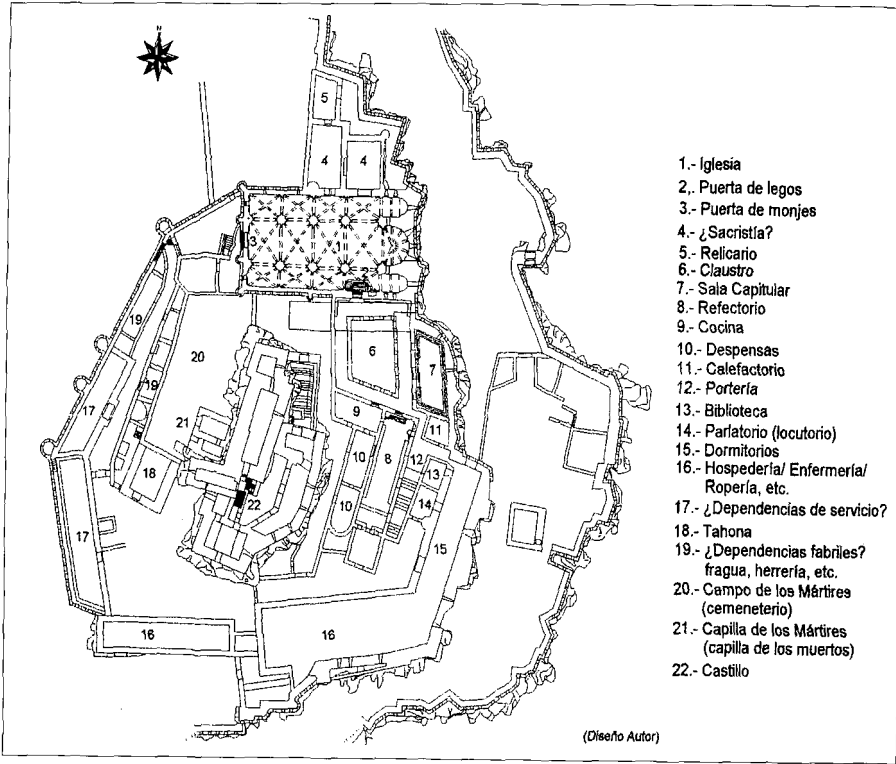 N
5
4
4
3
2
19
20
6
7
17
19
21
9
11
18
10
8
12
13
22
10
14
17
15
16
16
1.- Iglesia
2,. Puerta de legos
3.- Puerta de monjes
4.- ¿Sacristía?
5.- Relicario
6.- Claustro
7.- Sala Capitular
8.- Refectorio
9.- Cocina
10.- Despensas
11.- Calefactorio
12.- Portería
13.- Biblioteca
14.- Parlatorio (locutorio)
15.- Dormitorios
16.- Hospedería/ Enfermería/
Ropería, etc.
17.- ¿Dependencias de servicio?
18.- Tahona
19.- ¿Dependencias fabriles?
fragua, herrería, etc.
20.- Campo de los Mártires
(cemeneterio)
21.- Capilla de los Mártires
(capilla de los muertos)
22.- Castillo
(Diseño Autor)